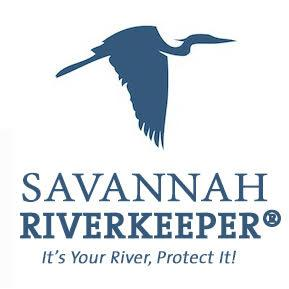 SAVANNAH
RIVERKEEPER®
It's Your River, Protect It!